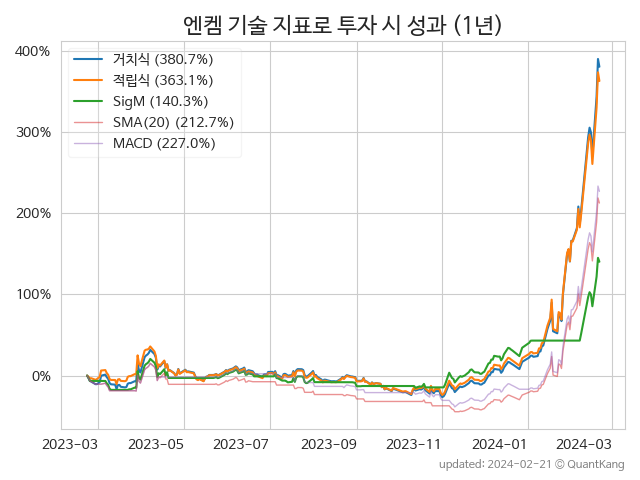 엔켐 기술 지표로 투자 시 성과 (1년)
400%
300%
200%
100%
0%
거치식 (380.7%)
적립식 (363.1%)
SigM (140.3%)
SMA(20) (212.7%)
MACD (227.0%)
2023-03 2023-05 2023-07 2023-09 2023-11 2024-01 2024-03
updated: 2024-02-21 @ QuantKang